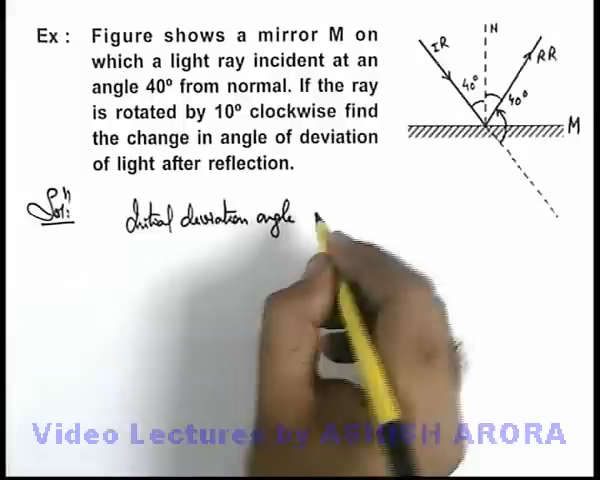 Ex : Figure shows a mirror M on
which a light ray incident at an
angle 40º from normal. If the ray
is rotated by 10º clockwise find
the change in angle of deviation
of light after reflection.
IR
N
RR
40°
40°
M
Solⁿ:
Initial deviation angle
Video Lectures by ASHISH ARORA